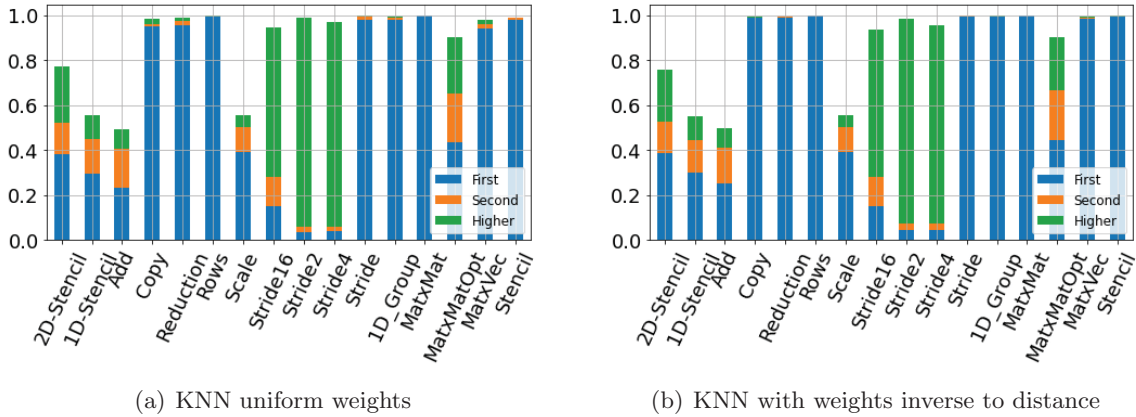 1.0
0.8
0.6
0.4
0.2
0.0
First
Second
Higher
2D-Stencil
1D-Stencil
Add
Copy
Reduction
Rows
Scale
Stride16
Stride2
Stride4
Stride
1D_Group
MatxMat
MatxMatOpt
MatxVec
Stencil
(a) KNN uniform weights
1.0
0.8
0.6
0.4
0.2
0.0
First
Second
Higher
2D-Stencil
1D-Stencil
Add
Copy
Reduction
Rows
Scale
Stride16
Stride2
Stride4
Stride
1D_Group
MatxMat
MatxMatOpt
MatxVec
Stencil
(b) KNN with weights inverse to distance